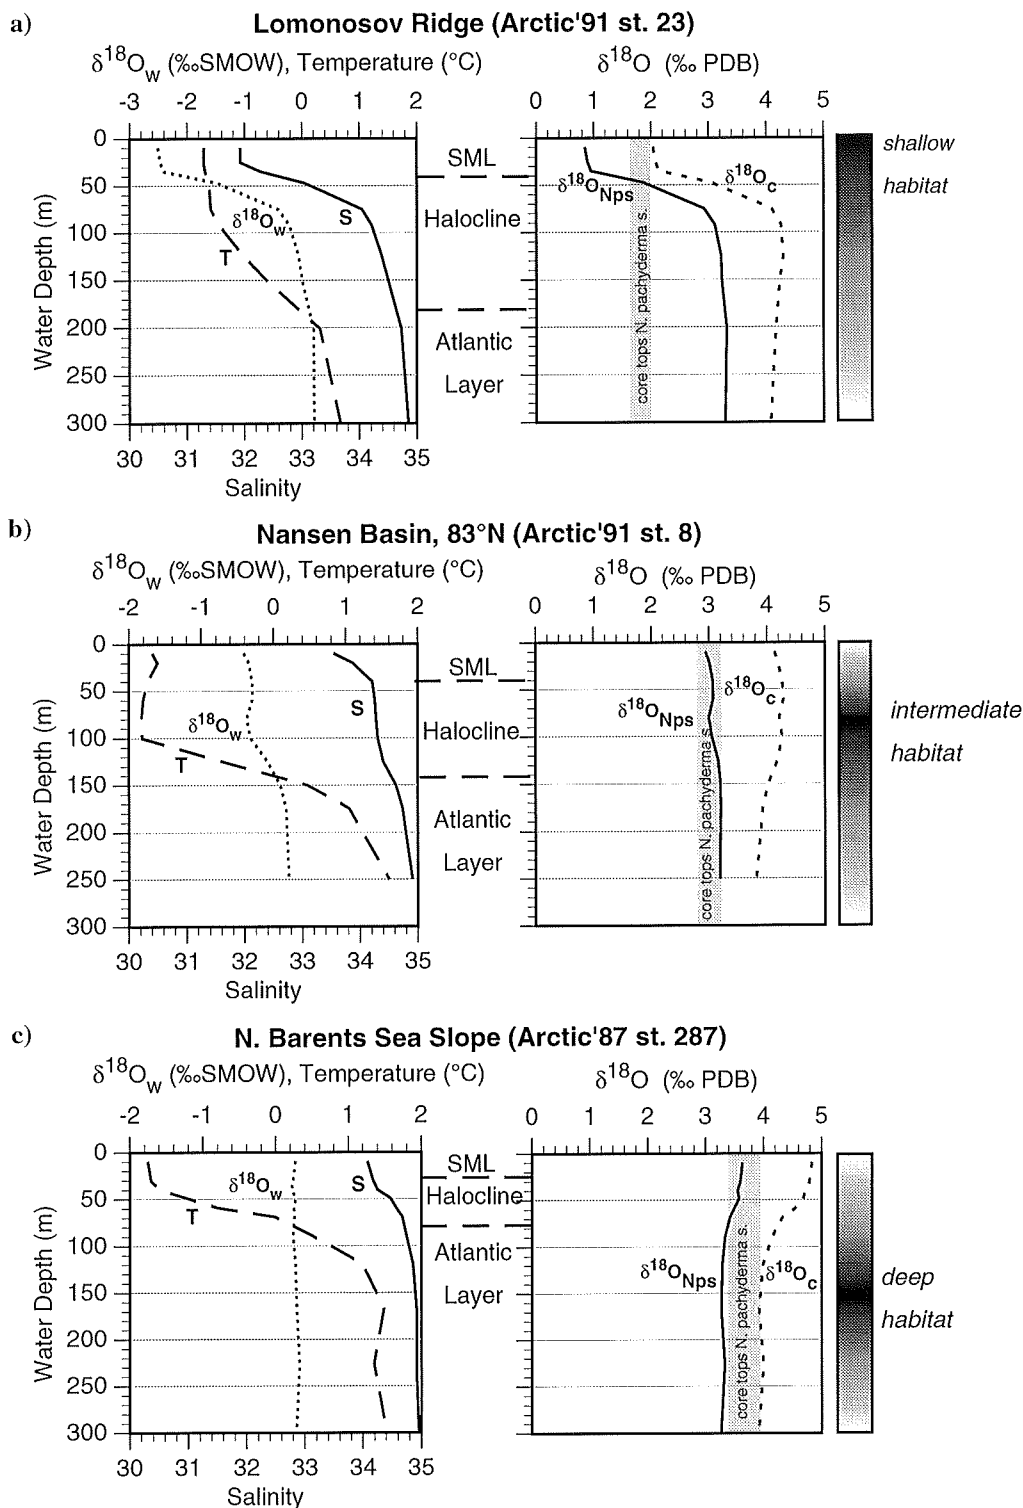 a)
Lomonosov Ridge (Arctic'91 st. 23)
δ18Ow (‰SMOW), Temperature (°C)
δ18O (‰ PDB)
-3 -2 -1 0 1 2
0 1 2 3 4 5
0
50
100
150
200
250
300
Water Depth (m)
δ18Ow
T
S
30 31 32 33 34 35
Salinity
SML
Halocline
Atlantic
Layer
δ18ONps
δ18Oc
core tops N. pachyderma s.
shallow
habitat
b)
Nansen Basin, 83°N (Arctic'91 st. 8)
δ18Ow (‰SMOW), Temperature (°C)
δ18O (‰ PDB)
-2 -1 0 1 2
0 1 2 3 4 5
0
50
100
150
200
250
300
Water Depth (m)
δ18Ow
T
S
30 31 32 33 34 35
Salinity
SML
Halocline
Atlantic
Layer
δ18ONps
δ18Oc
core tops N. pachyderma s.
intermediate
habitat
c)
N. Barents Sea Slope (Arctic'87 st. 287)
δ18Ow (‰SMOW), Temperature (°C)
δ18O (‰ PDB)
-2 -1 0 1 2
0 1 2 3 4 5
0
50
100
150
200
250
300
Water Depth (m)
δ18Ow
T
S
30 31 32 33 34 35
Salinity
SML
Halocline
Atlantic
Layer
δ18ONps
δ18Oc
core tops N. pachyderma s.
deep
habitat